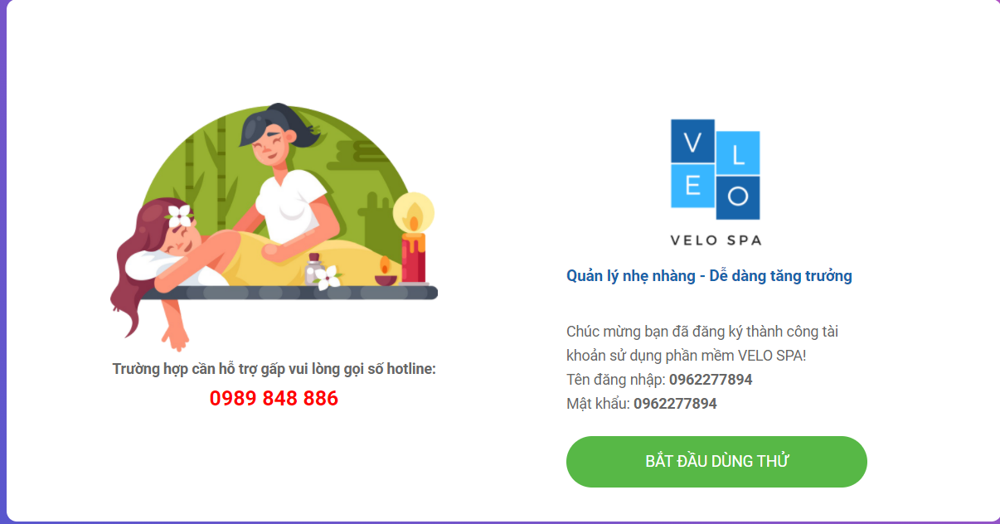 Trường hợp cần hỗ trợ gấp vui lòng gọi số hotline:
0989 848 886
V L
E O
VELO SPA
Quản lý nhẹ nhàng - Dễ dàng tăng trưởng
Chúc mừng bạn đã đăng ký thành công tài
khoản sử dụng phần mềm VELO SPA!
Tên đăng nhập: 0962277894
Mật khẩu: 0962277894
BẮT ĐẦU DÙNG THỬ